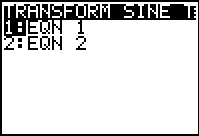 TRANSFORM SINE T
1:EQN 1
2:EQN 2